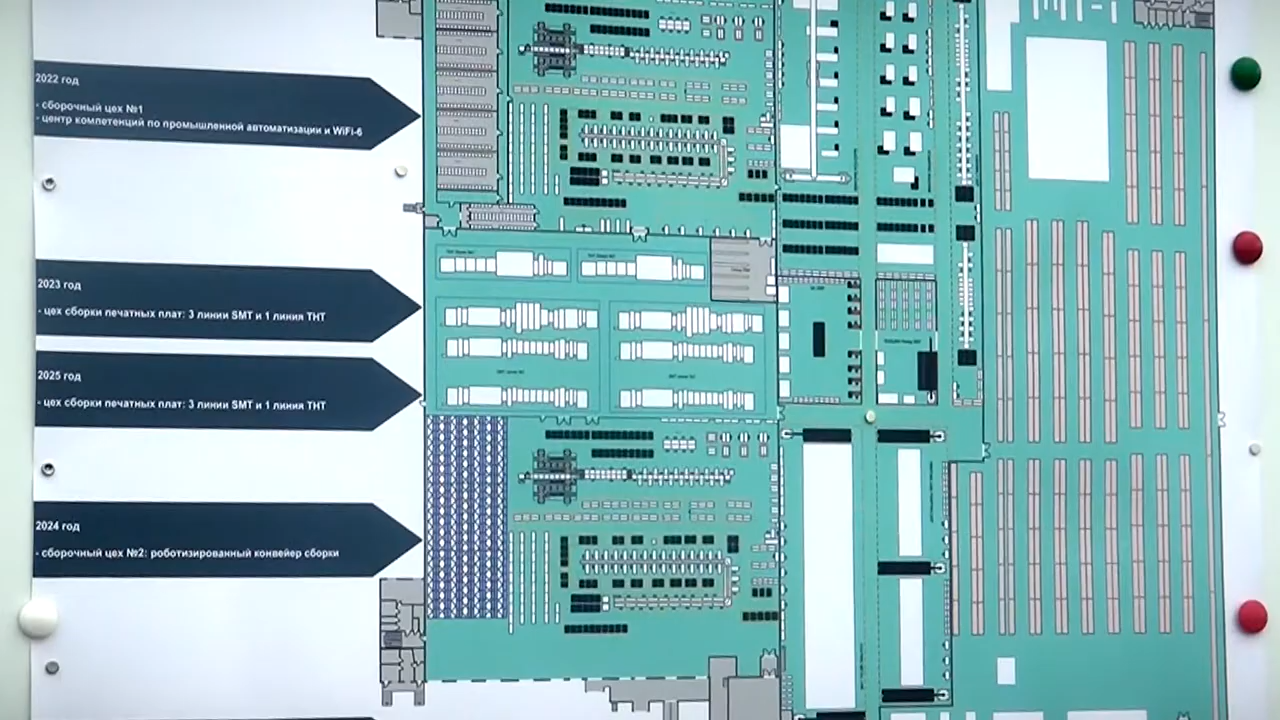 2022 год
- сборочный цех №1
- центр компетенций по промышленной автоматизации и WiFi-6
2023 год
- цех сборки печатных плат: 3 линии SMT и 1 линия ТНТ
2025 год
- цех сборки печатных плат: 3 линии SMT и 1 линия ТНТ
2024 год
- сборочный цех №2: роботизированный конвейер сборки